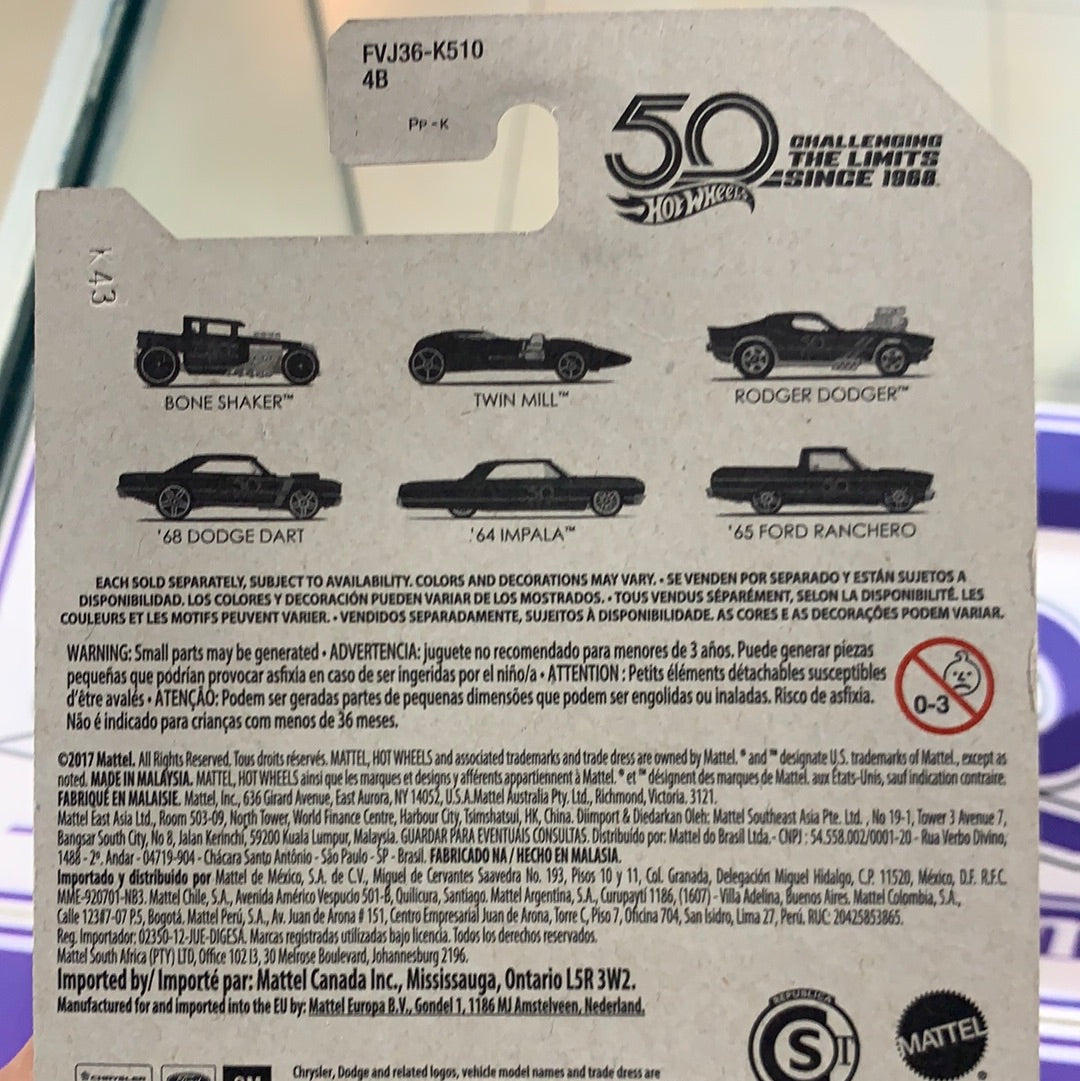 FVJ36-K510
4B
Pp-K
50
CHALLENGING
THE LIMITS
SINCE 1968.
HOT WHEELS
K 43
BONE SHAKER™ TWIN MILL™ RODGER DODGER™
'68 DODGE DART '64 IMPALA™ '65 FORD RANCHERO
EACH SOLD SEPARATELY, SUBJECT TO AVAILABILITY. COLORS AND DECORATIONS MAY VARY. • SE VENDEN POR SEPARADO Y ESTÁN SUJETOS A
DISPONIBILIDAD. LOS COLORES Y DECORACIÓN PUEDEN VARIAR DE LOS MOSTRADOS. • TOUS VENDUS SÉPARÉMENT, SELON LA DISPONIBILITÉ. LES
COULEURS ET LES MOTIFS PEUVENT VARIER. • VENDIDOS SEPARADAMENTE, SUJEITOS À DISPONIBILIDADE. AS CORES E AS DECORAÇÕES PODEM VARIAR.
WARNING: Small parts may be generated • ADVERTENCIA: juguete no recomendado para menores de 3 años. Puede generar piezas
pequeñas que podrían provocar asfixia en caso de ser ingeridas por el niño/a • ATTENTION : Petits éléments détachables susceptibles
d'être avalés • ATENÇÃO: Podem ser geradas partes de pequenas dimensões que podem ser engolidas ou inaladas. Risco de asfixia.
Não é indicado para crianças com menos de 36 meses.
0-3
©2017 Mattel. All Rights Reserved. Tous droits réservés. MATTEL, HOT WHEELS and associated trademarks and trade dress are owned by Mattel. ® and ™ designate U.S. trademarks of Mattel, except as
noted. MADE IN MALAYSIA. MATTEL, HOT WHEELS ainsi que les marques et designs y afférents appartiennent à Mattel. ® et ™ désignent des marques de Mattel. aux États-Unis, sauf indication contraire.
FABRIQUÉ EN MALAISIE. Mattel, Inc., 636 Girard Avenue, East Aurora, NY 14052, U.S.A.Mattel Australia Pty. Ltd., Richmond, Victoria. 3121.
Mattel East Asia Ltd., Room 503-09, North Tower, World Finance Centre, Harbour City, Tsimshatsui, HK, China. Diimport & Diedarkan Oleh: Mattel Southeast Asia Pte. Ltd. , No 19-1, Tower 3 Avenue 7,
Bangsar South City, No 8, Jalan Kerinchi, 59200 Kuala Lumpur, Malaysia. GUARDAR PARA EVENTUAIS CONSULTAS. Distribuído por: Mattel do Brasil Ltda. - CNPJ : 54.558.002/0001-20 - Rua Verbo Divino,
1488 - 2º. Andar - 04719-904 - Chácara Santo Antônio - São Paulo - SP - Brasil. FABRICADO NA / HECHO EN MALASIA.
Importado y distribuido por Mattel de México, S.A. de C.V., Miguel de Cervantes Saavedra No. 193, Pisos 10 y 11, Col. Granada, Delegación Miguel Hidalgo, C.P. 11520, México, D.F. R.F.C.
MME-920701-NB3. Mattel Chile, S.A., Avenida Américo Vespucio 501-B, Quilicura, Santiago. Mattel Argentina, S.A., Curupaytí 1186, (1607) - Villa Adelina, Buenos Aires. Mattel Colombia, S.A.,
Calle 123#7-07 P.5, Bogotá. Mattel Perú, S.A., Av. Juan de Arona # 151, Centro Empresarial Juan de Arona, Torre C, Piso 7, Oficina 704, San Isidro, Lima 27, Perú. RUC: 20425853865.
Reg. Importador: 02350-12-JUE-DIGESA. Marcas registradas utilizadas bajo licencia. Todos los derechos reservados.
Mattel South Africa (PTY) LTD, Office 102 I3, 30 Melrose Boulevard, Johannesburg 2196.
Imported by/ Importé par: Mattel Canada Inc., Mississauga, Ontario L5R 3W2.
Manufactured for and imported into the EU by: Mattel Europa B.V., Gondel 1, 1186 MJ Amstelveen, Nederland.
REPUBLICA
S I
MATTEL
Chrysler, Dodge and related logos, vehicle model names and trade dress are